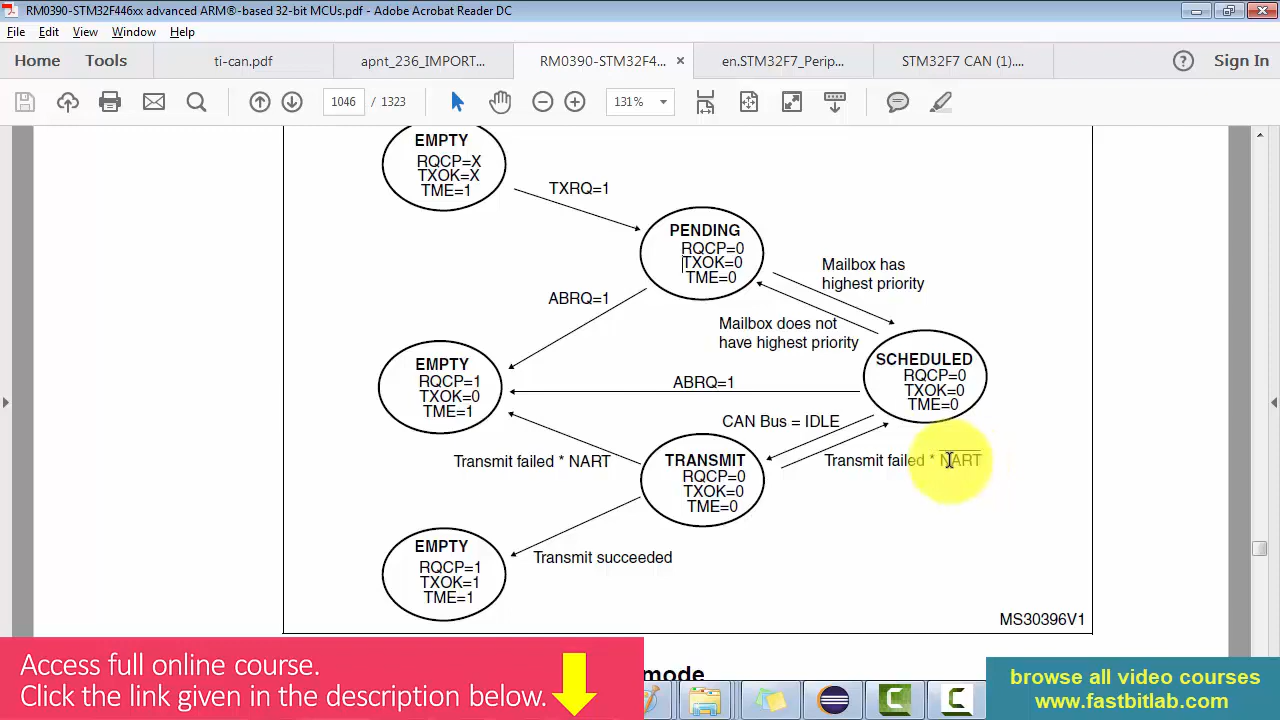 RM0390-STM32F446xx advanced ARM®-based 32-bit MCUs.pdf - Adobe Acrobat Reader DC
File Edit View Window Help
Home Tools ti-can.pdf apnt_236_IMPORT... RM0390-STM32F4... × en.STM32F7_Perip... STM32F7 CAN (1).... ? Sign In
1046 / 1323 131%
EMPTY
RQCP=X
TXOK=X
TME=1
TXRQ=1
PENDING
RQCP=0
TXOK=0
TME=0
Mailbox has
highest priority
ABRQ=1
Mailbox does not
have highest priority
EMPTY
RQCP=1
TXOK=0
TME=1
SCHEDULED
RQCP=0
TXOK=0
TME=0
ABRQ=1
CAN Bus = IDLE
Transmit failed * NART
TRANSMIT
RQCP=0
TXOK=0
TME=0
Transmit failed * N̅A̅R̅T̅
EMPTY
RQCP=1
TXOK=1
TME=1
Transmit succeeded
MS30396V1
mode
Access full online course.
Click the link given in the description below.
browse all video courses
www.fastbitlab.com